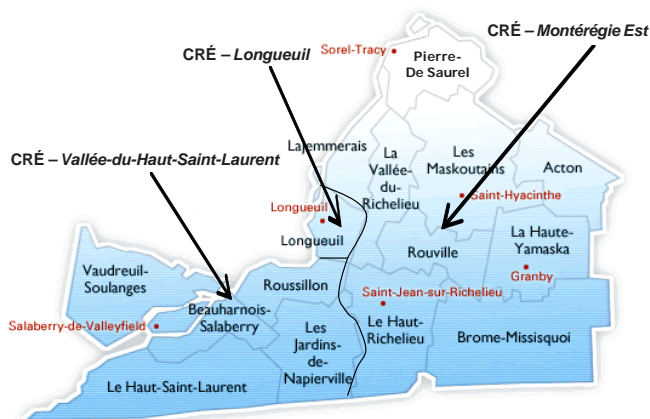 CRÉ – Montérégie Est
Sorel-Tracy
Pierre-
De Saurel
CRÉ – Longueuil
Lajemmerais
La
Vallée-
du-
Richelieu
Les
Maskoutains
Acton
CRÉ – Vallée-du-Haut-Saint-Laurent
Saint-Hyacinthe
Longueuil
Longueuil
La Haute-
Yamaska
Rouville
Granby
Vaudreuil-
Soulanges
Roussillon
Saint-Jean-sur-Richelieu
Beauharnois-
Salaberry
Salaberry-de-Valleyfield
Le Haut-
Richelieu
Les
Jardins-
de-
Napierville
Brome-Missisquoi
Le Haut-Saint-Laurent